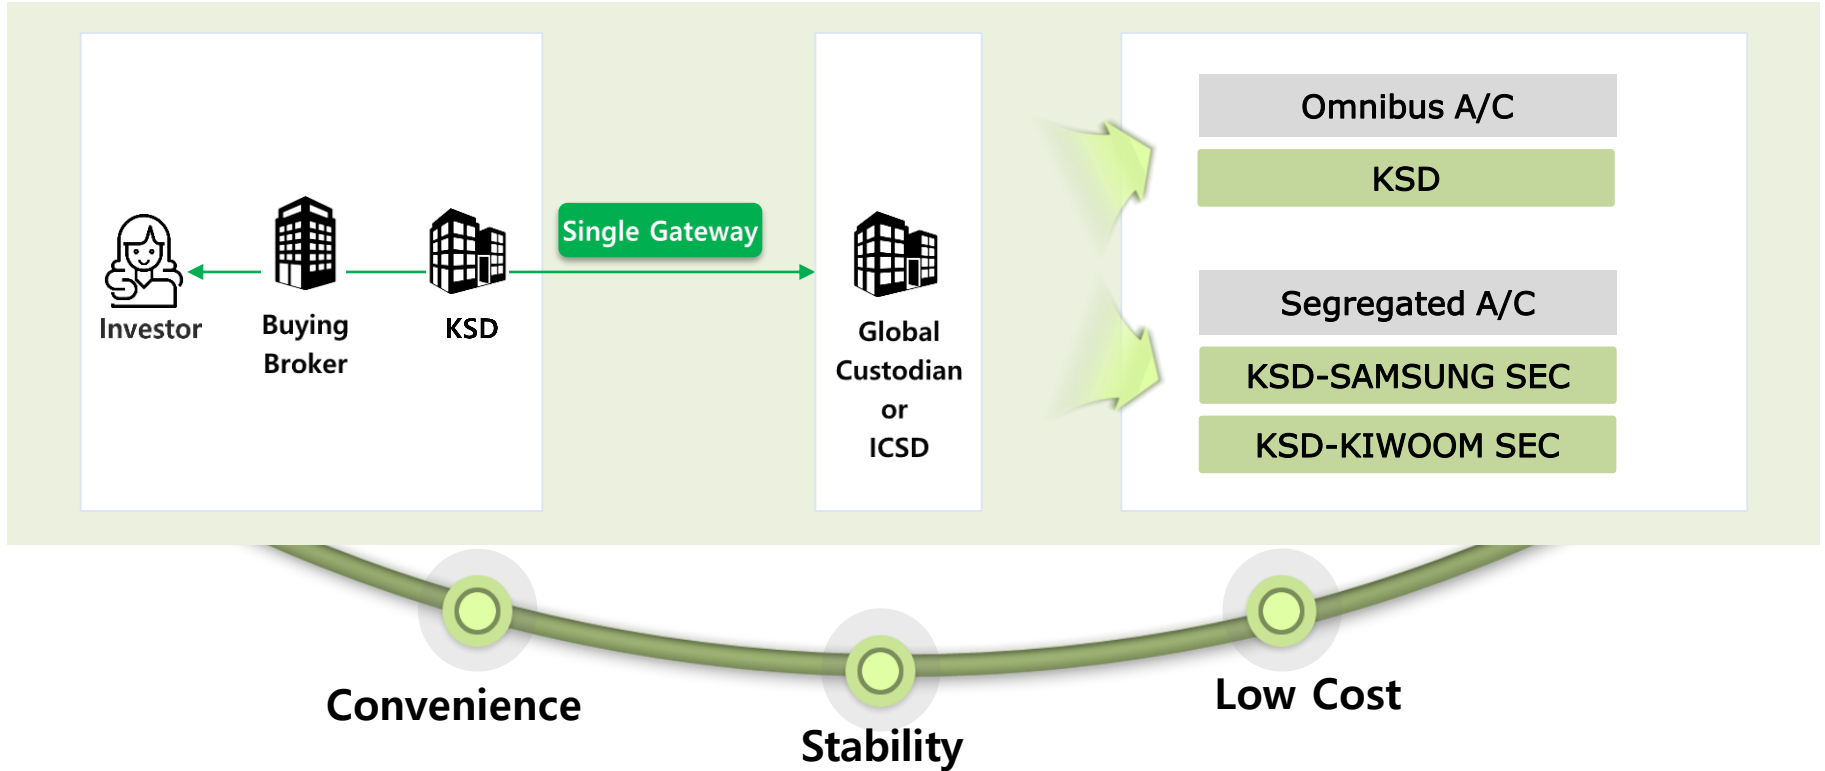 Investor
Buying
Broker
KSD
Single Gateway
Global
Custodian
or
ICSD
Omnibus A/C
KSD
Segregated A/C
KSD-SAMSUNG SEC
KSD-KIWOOM SEC
Convenience
Stability
Low Cost